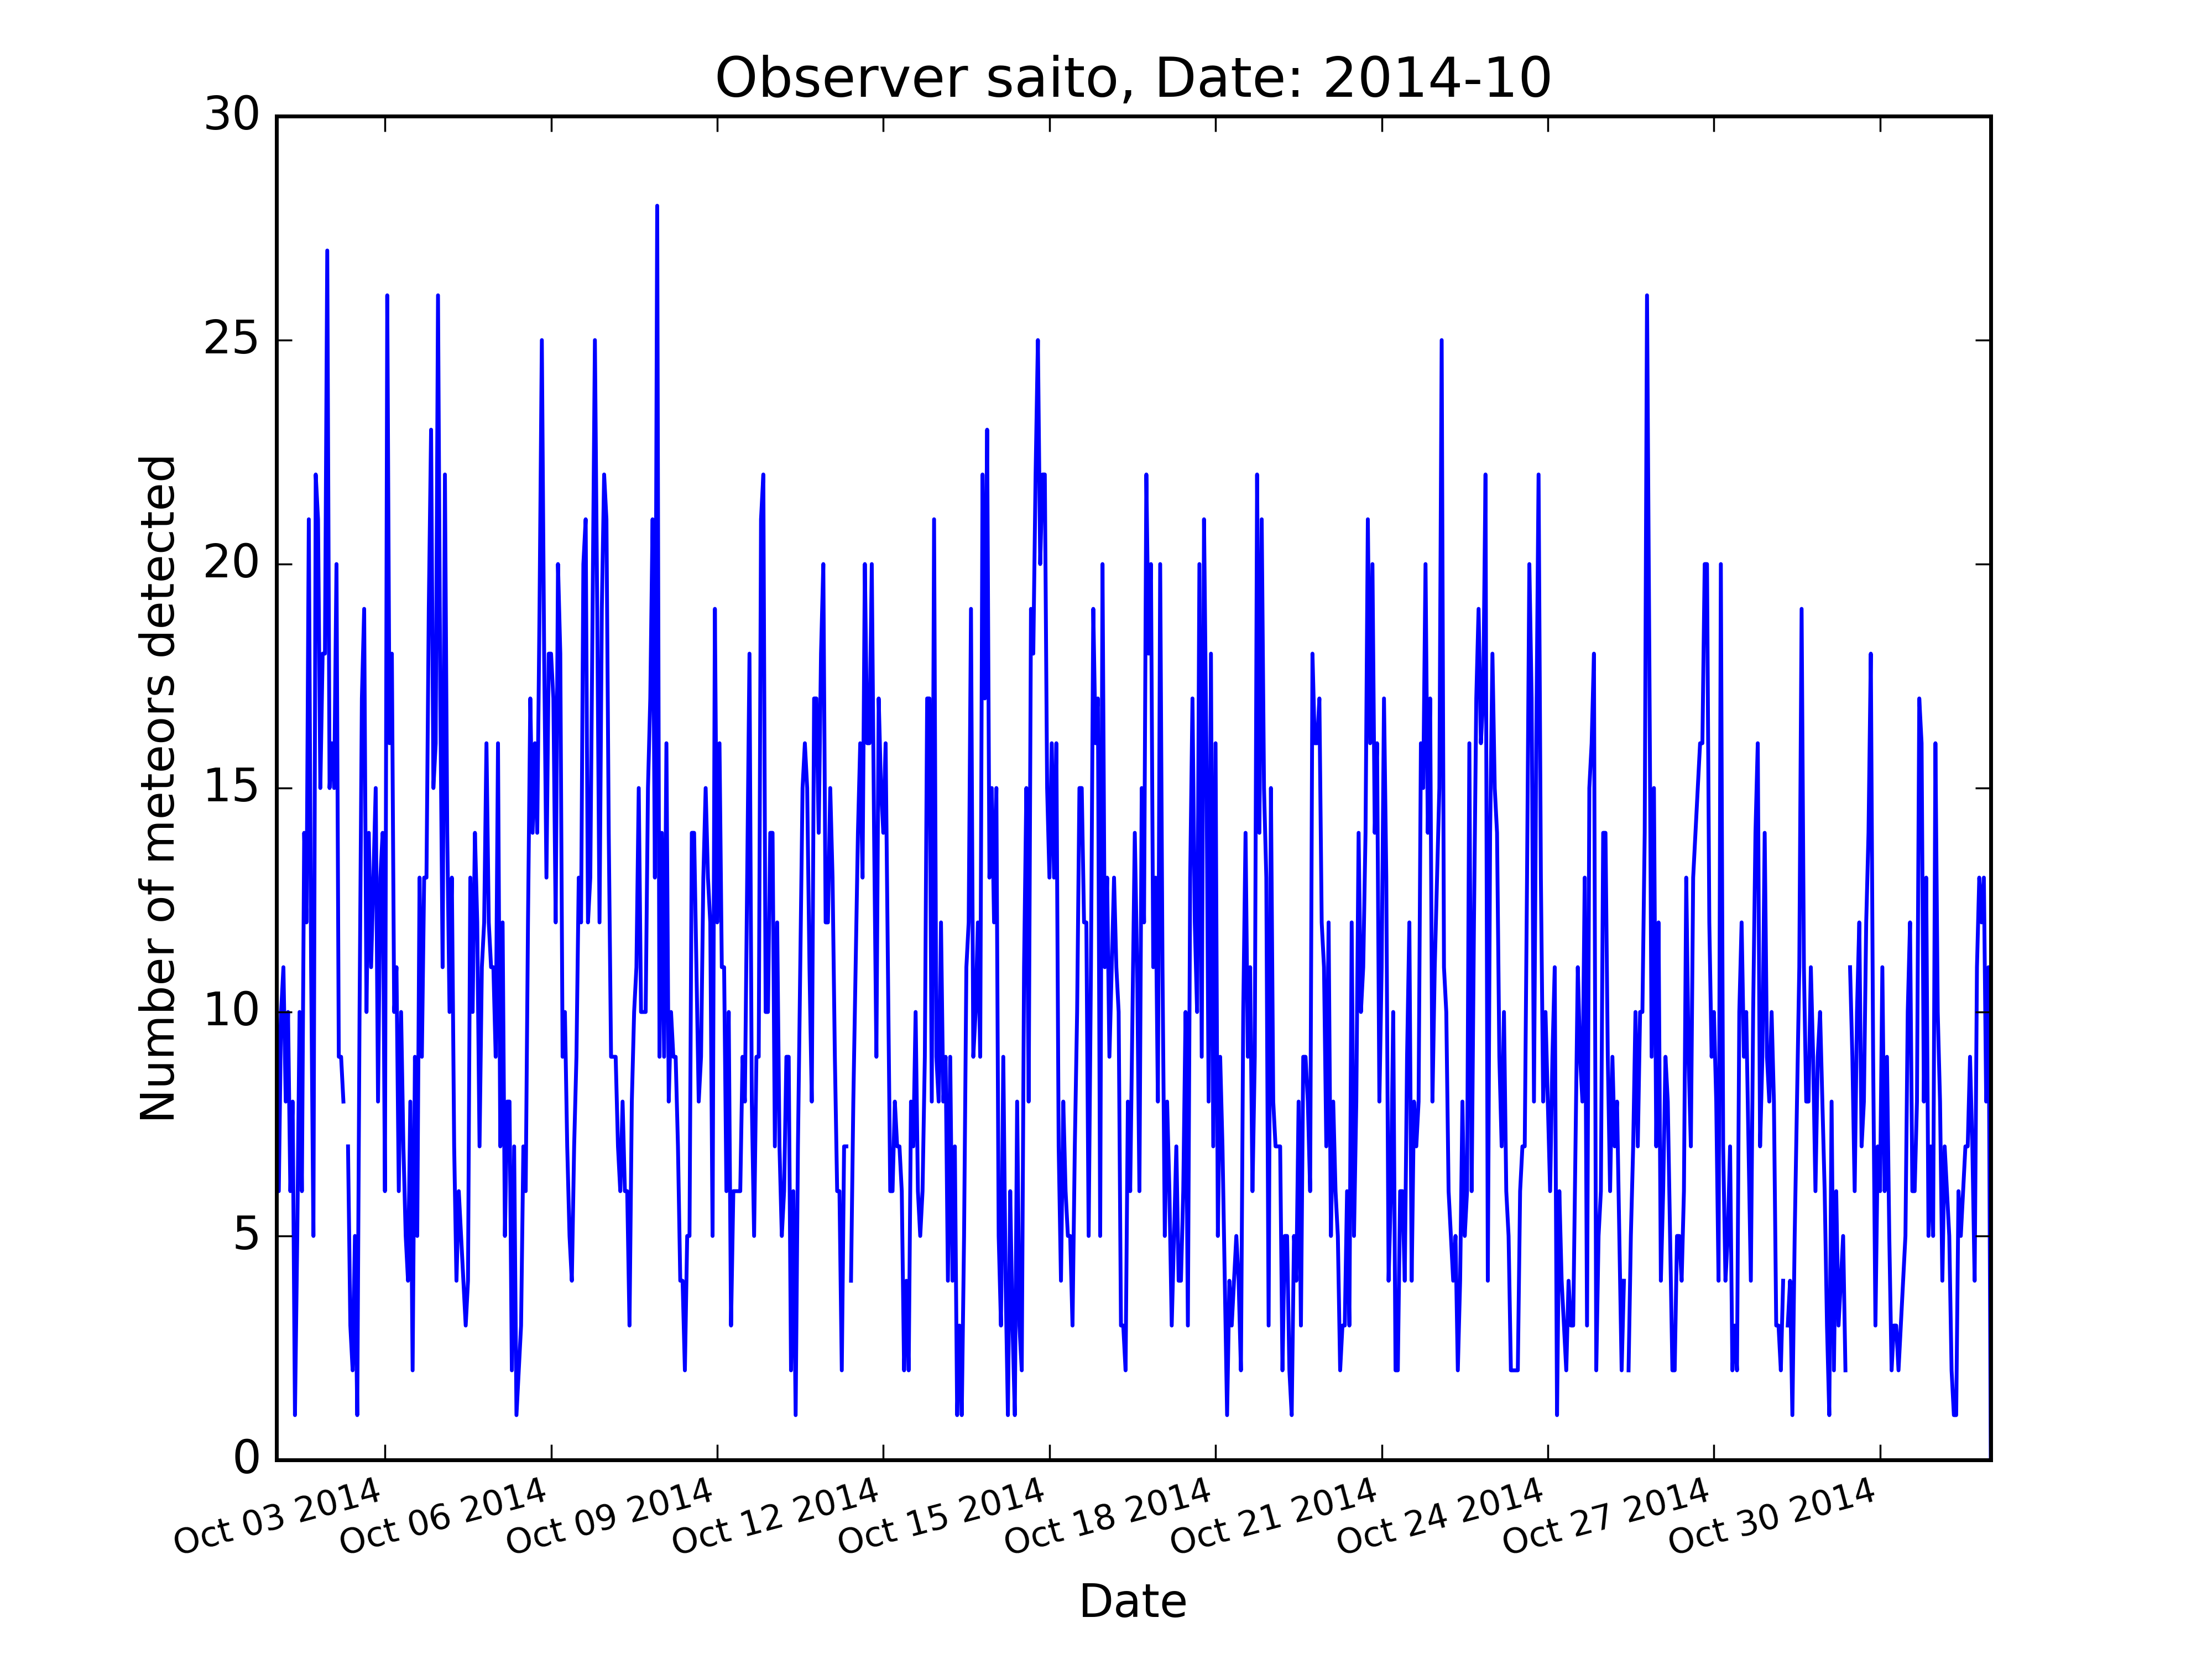 Observer saito, Date: 2014-10
Number of meteors detected
30
25
20
15
10
5
0
Oct 03 2014
Oct 06 2014
Oct 09 2014
Oct 12 2014
Oct 15 2014
Oct 18 2014
Oct 21 2014
Oct 24 2014
Oct 27 2014
Oct 30 2014
Date